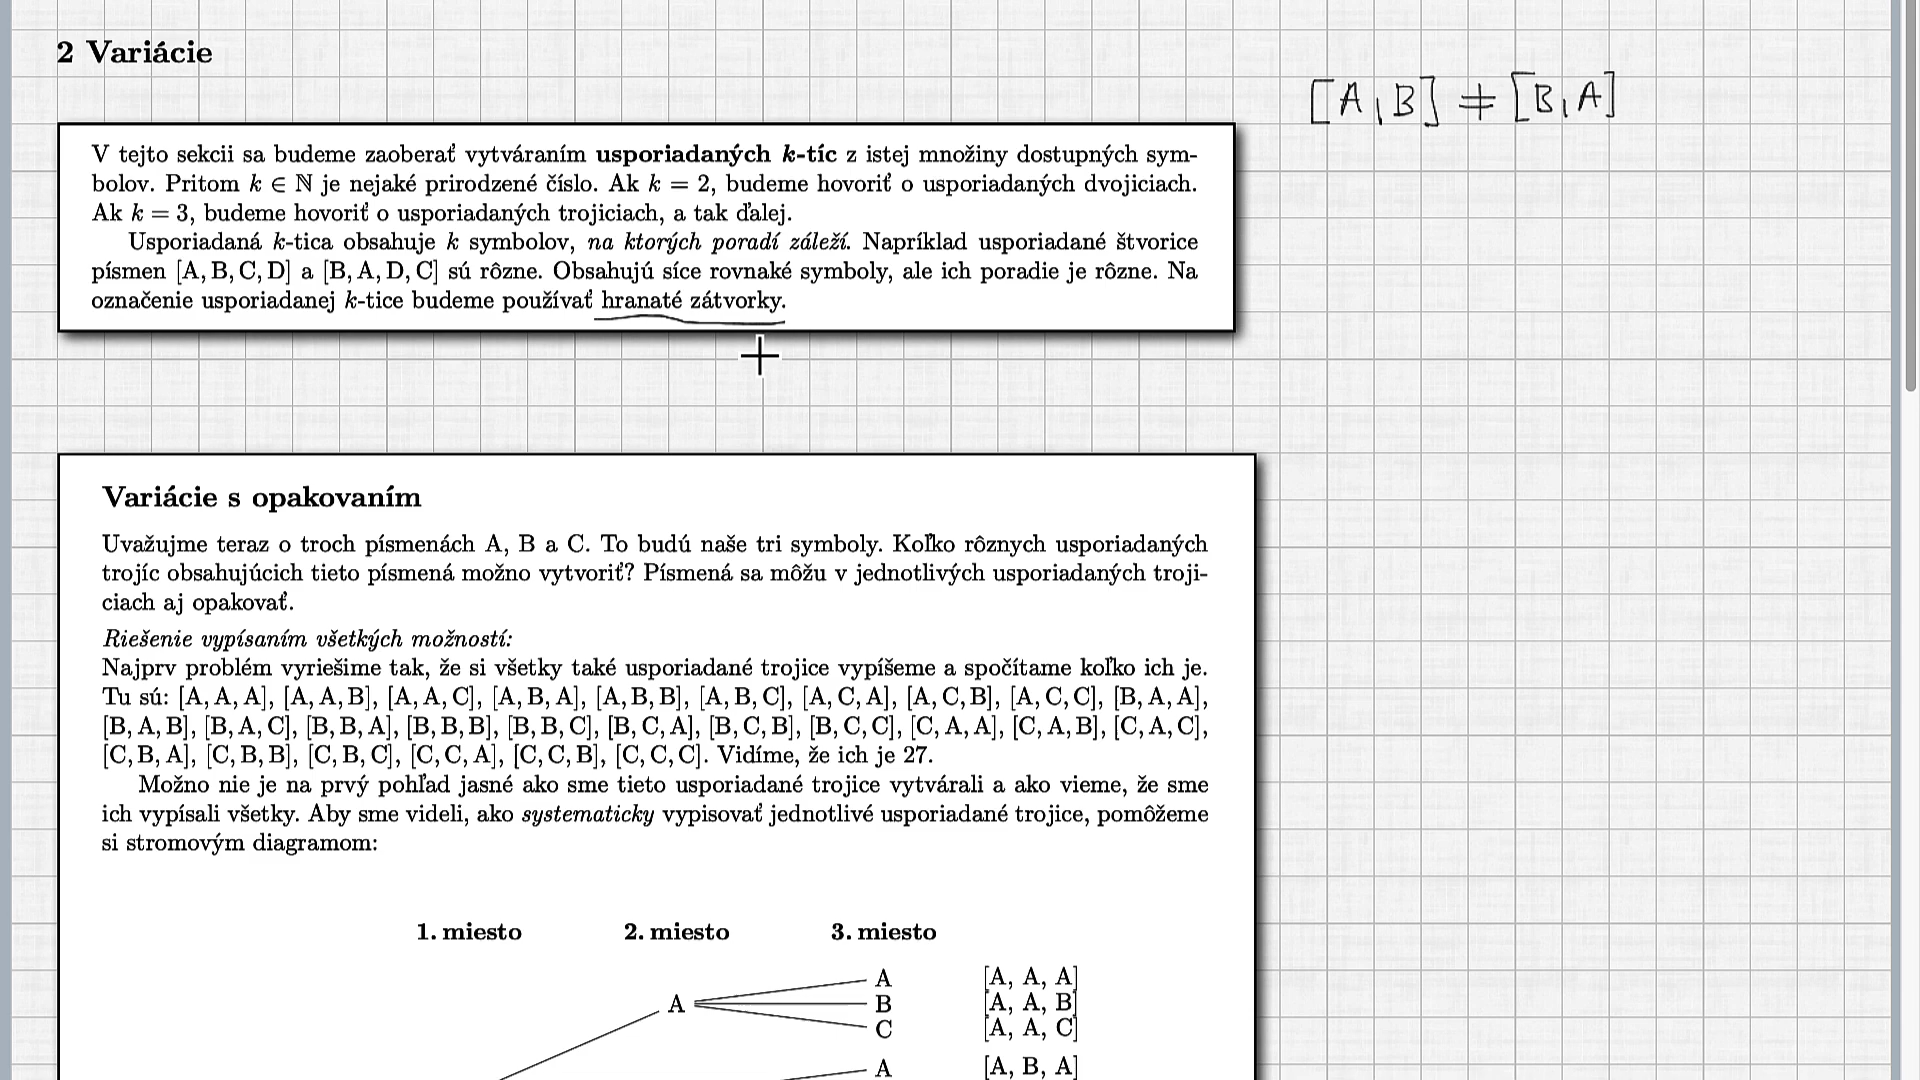 2 Variácie
[A,B] ≠ [B,A]
V tejto sekcii sa budeme zaoberať vytváraním usporiadaných k-tíc z istej množiny dostupných sym-
bolov. Pritom k ∈ ℕ je nejaké prirodzené číslo. Ak k = 2, budeme hovoriť o usporiadaných dvojiciach.
Ak k = 3, budeme hovoriť o usporiadaných trojiciach, a tak ďalej.
Usporiadaná k-tica obsahuje k symbolov, na ktorých poradí záleží. Napríklad usporiadané štvorice
písmen [A, B, C, D] a [B, A, D, C] sú rôzne. Obsahujú síce rovnaké symboly, ale ich poradie je rôzne. Na
označenie usporiadanej k-tice budeme používať hranaté zátvorky.
Variácie s opakovaním
Uvažujme teraz o troch písmenách A, B a C. To budú naše tri symboly. Koľko rôznych usporiadaných
trojíc obsahujúcich tieto písmená možno vytvoriť? Písmená sa môžu v jednotlivých usporiadaných troji-
ciach aj opakovať.
Riešenie vypísaním všetkých možností:
Najprv problém vyriešime tak, že si všetky také usporiadané trojice vypíšeme a spočítame koľko ich je.
Tu sú: [A, A, A], [A, A, B], [A, A, C], [A, B, A], [A, B, B], [A, B, C], [A, C, A], [A, C, B], [A, C, C], [B, A, A],
[B, A, B], [B, A, C], [B, B, A], [B, B, B], [B, B, C], [B, C, A], [B, C, B], [B, C, C], [C, A, A], [C, A, B], [C, A, C],
[C, B, A], [C, B, B], [C, B, C], [C, C, A], [C, C, B], [C, C, C]. Vidíme, že ich je 27.
Možno nie je na prvý pohľad jasné ako sme tieto usporiadané trojice vytvárali a ako vieme, že sme
ich vypísali všetky. Aby sme videli, ako systematicky vypisovať jednotlivé usporiadané trojice, pomôžeme
si stromovým diagramom:
1. miesto 2. miesto 3. miesto
A [A, A, A]
A B [A, A, B]
C [A, A, C]
A [A, B, A]